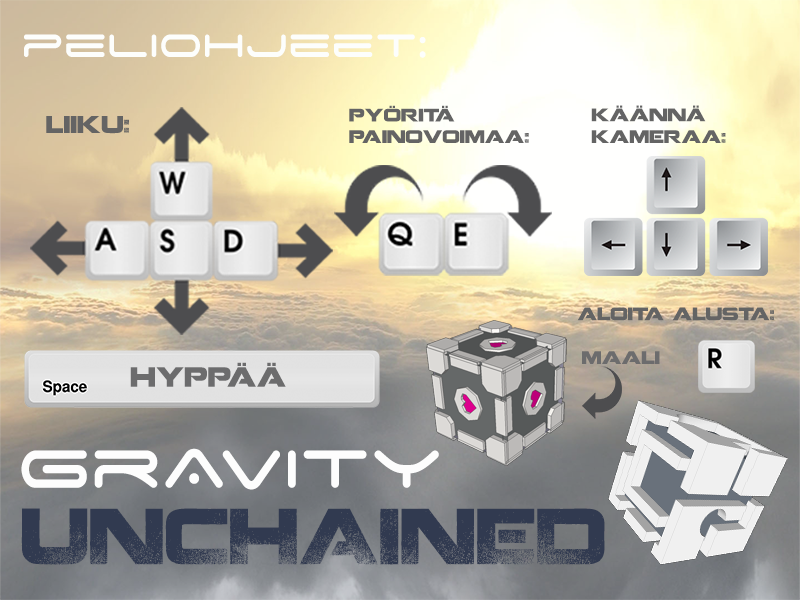 PELIOHJEET:
LIIKU:
W
A S D
PYÖRITÄ
PAINOVOIMAA:
Q E
KÄÄNNÄ
KAMERAA:
↑
← ↓ →
ALOITA ALUSTA:
R
MAALI
Space HYPPÄÄ
GRAVITY
UNCHAINED